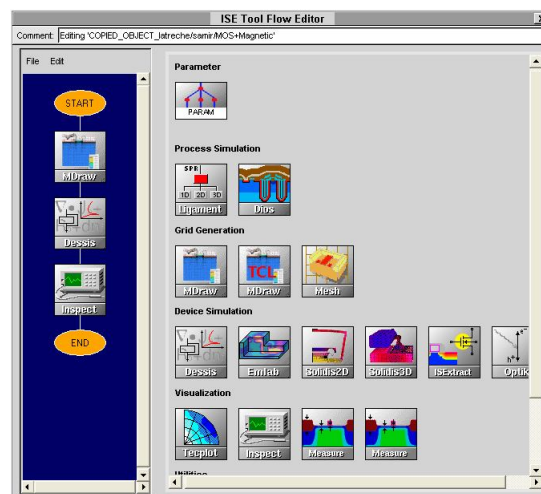 ISE Tool Flow Editor
Comment: Editing 'COPIED_OBJECT_latreche/samir/MOS+Magnetic'
File Edit
START
MDraw
Dessis
Inspect
END
Parameter
PARAM
Process Simulation
SPR
1D 2D 3D
Ligament Dios
Grid Generation
TCL
MDraw MDraw Mesh
Device Simulation
Dessis Emlab Solidis2D Solidis3D ISExtract Optik
Visualization
Tecplot Inspect Measure Measure